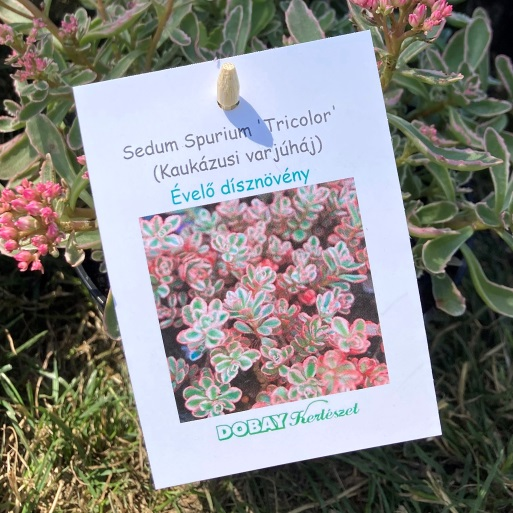 Sedum Spurium 'Tricolor'
(Kaukázusi varjúháj)
Évelő dísznövény
DOBAY Kertészet